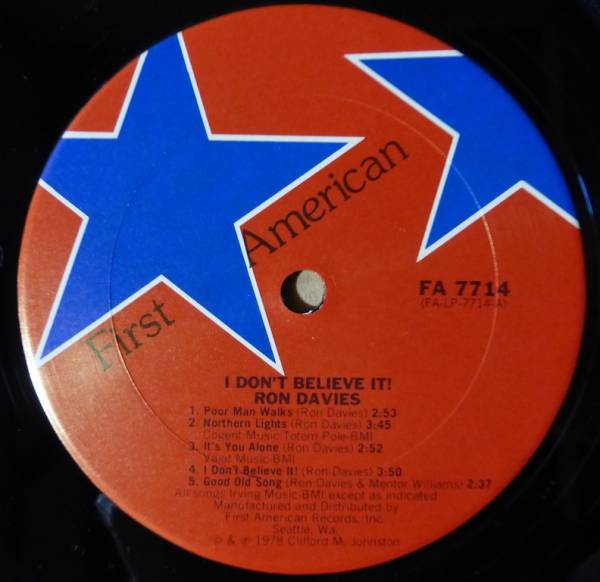 First American
FA 7714
(FA-LP-7714-A)
I DON'T BELIEVE IT!
RON DAVIES
1. Poor Man Walks (Ron Davies) 2:53
2. Northern Lights (Ron Davies) 3:45
Cogent Music Totem Pole-BMI
3. It's You Alone (Ron Davies) 2:52
Valet Music-BMI
4. I Don't Believe It! (Ron Davies) 3:50
5. Good Old Song (Ron Davies & Mentor Williams) 2:37
All songs Irving Music-BMI except as indicated
Manufactured and Distributed by
First American Records, Inc.
Seattle, Wa.
© & ℗ 1978 Clifford M. Johnston